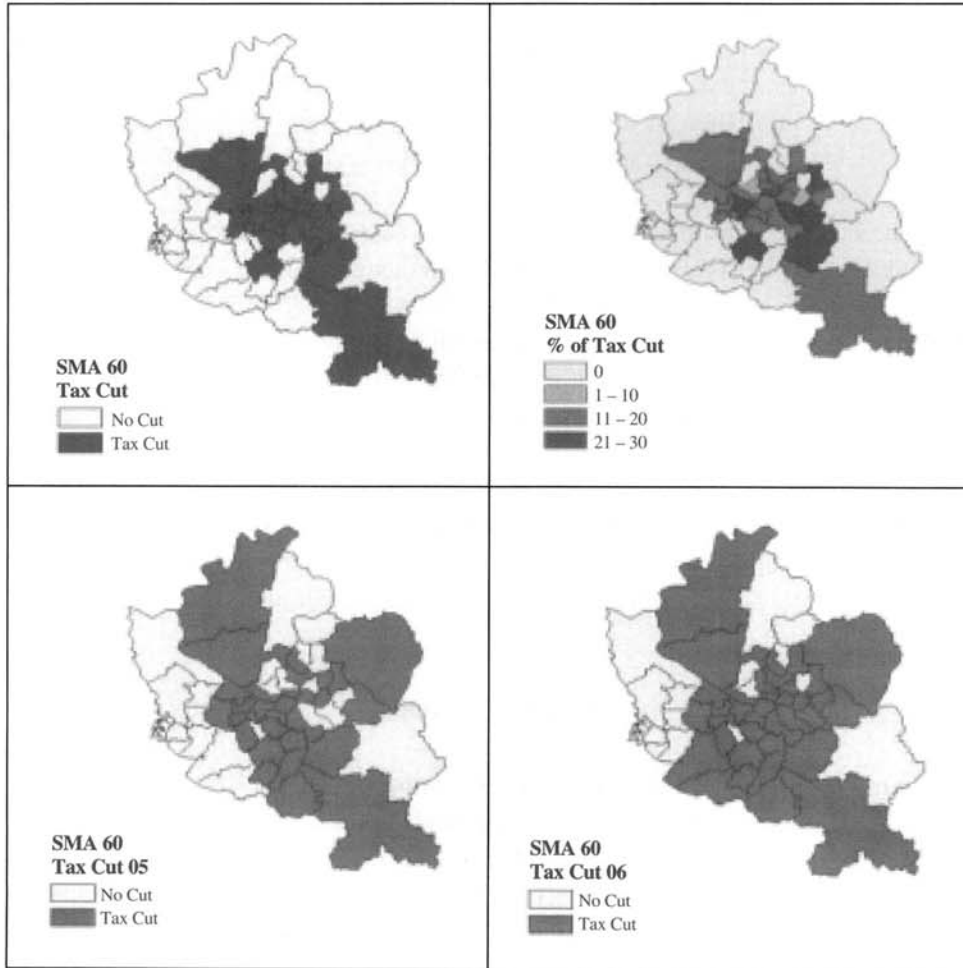 SMA 60
Tax Cut
No Cut
Tax Cut
SMA 60
% of Tax Cut
0
1 – 10
11 – 20
21 – 30
SMA 60
Tax Cut 05
No Cut
Tax Cut
SMA 60
Tax Cut 06
No Cut
Tax Cut